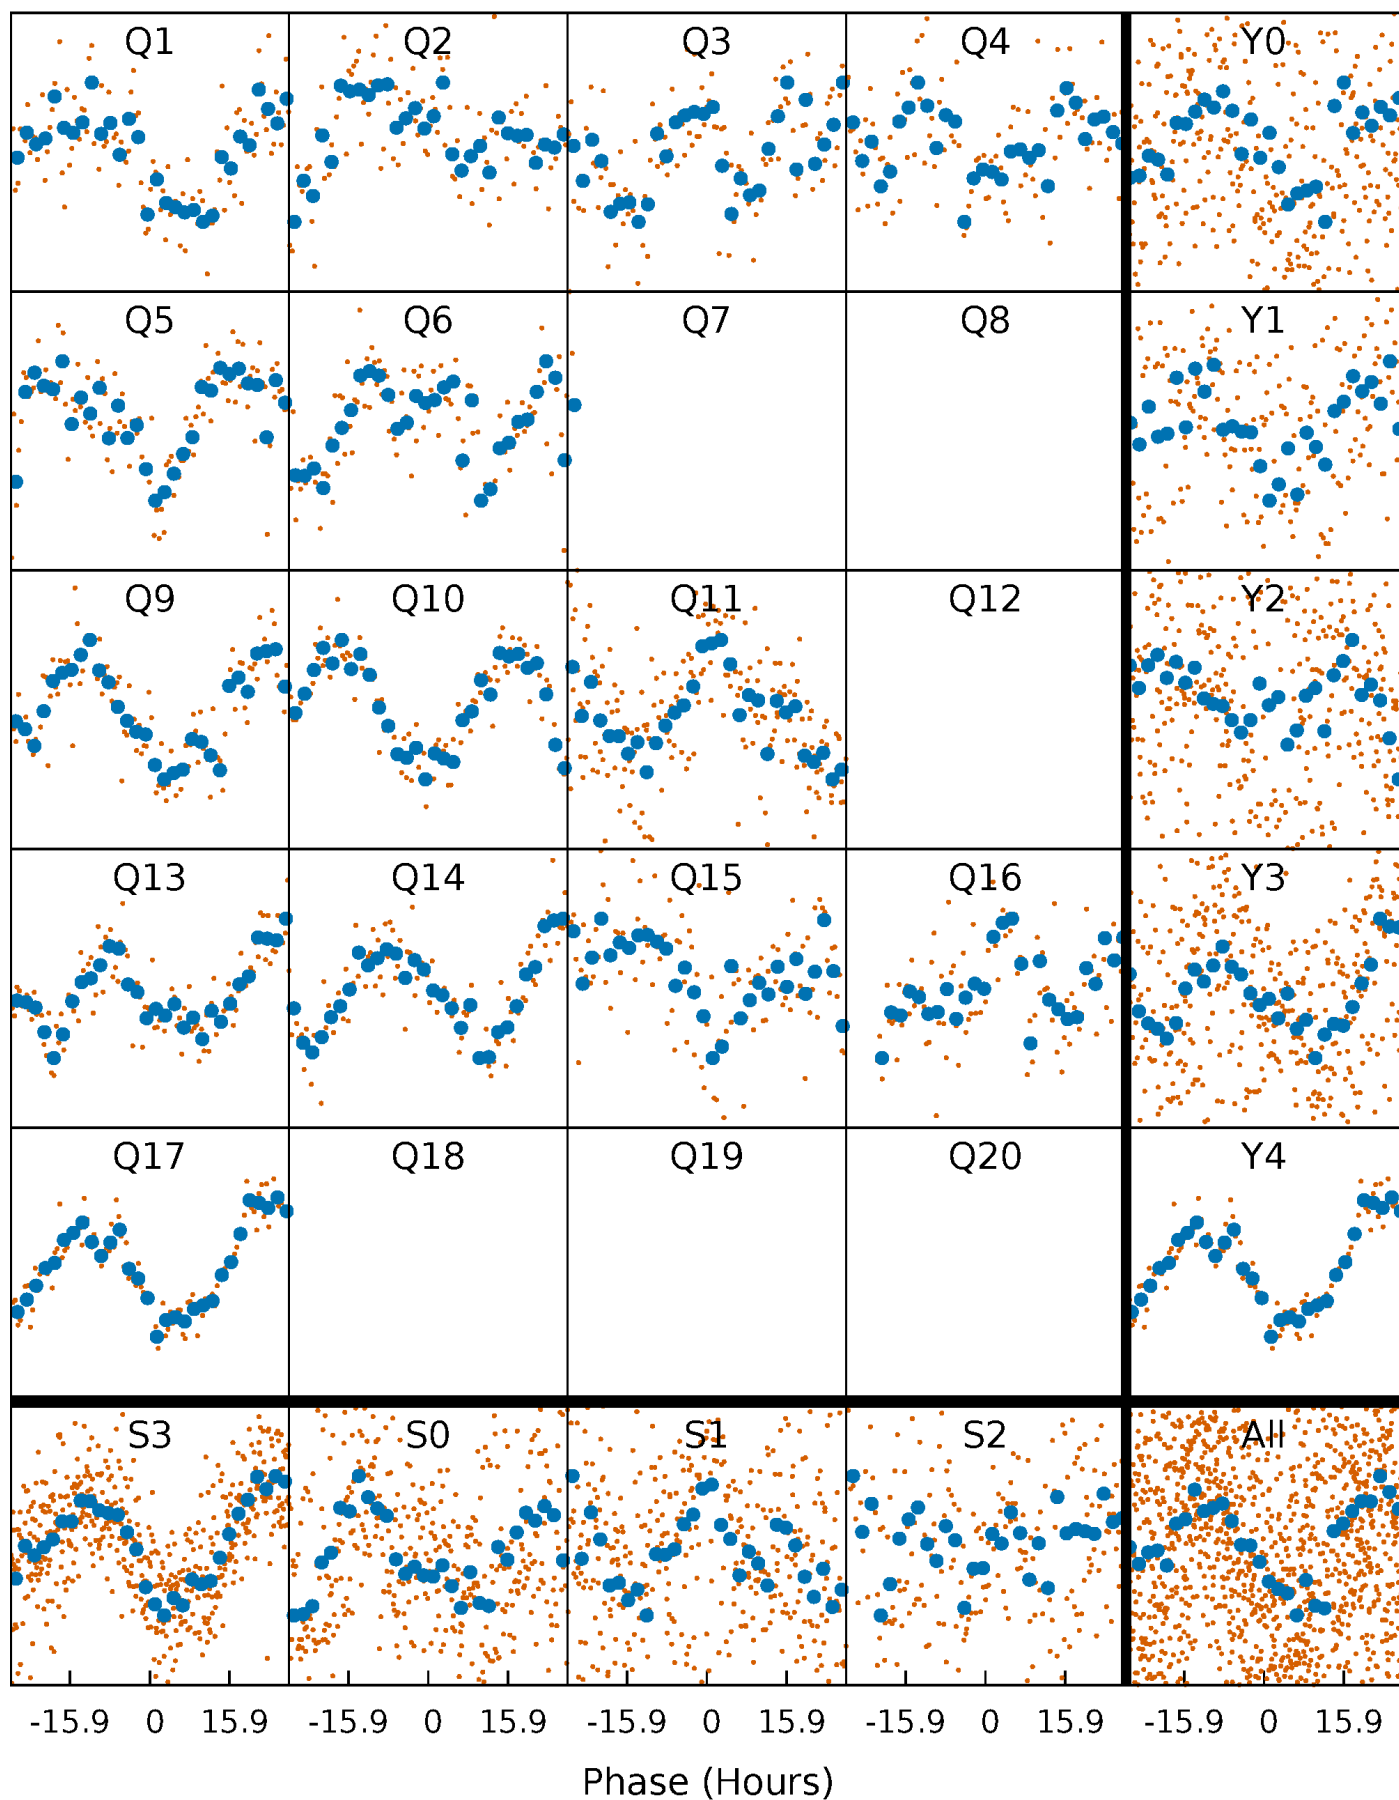 Q1 Q2 Q3 Q4 Y0
Q5 Q6 Q7 Q8 Y1
Q9 Q10 Q11 Q12 Y2
Q13 Q14 Q15 Q16 Y3
Q17 Q18 Q19 Q20 Y4
S3 S0 S1 S2 All
-15.9 0 15.9 -15.9 0 15.9 -15.9 0 15.9 -15.9 0 15.9 -15.9 0 15.9
Phase (Hours)